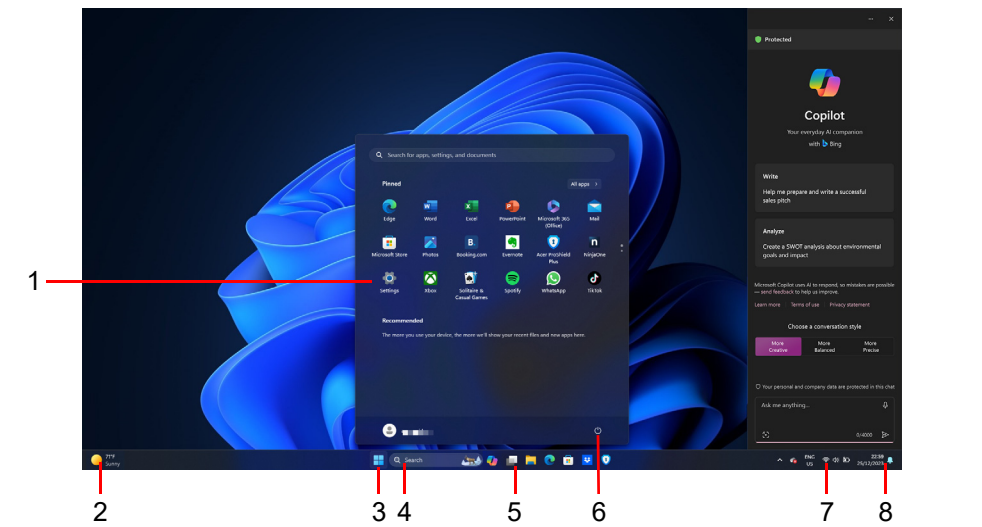 Protected
Copilot
Your everyday AI companion
with Bing
Write
Help me prepare and write a successful
sales pitch
Analyze
Create a SWOT analysis about environmental
goals and impact
Microsoft Copilot uses AI to respond, so mistakes are possible
— send feedback to help us improve.
Learn more Terms of use Privacy statement
Choose a conversation style
More Creative
More Balanced
More Precise
Your personal and company data are protected in this chat
Ask me anything...
0/4000
Search for apps, settings, and documents
Pinned All apps >
Edge Word Excel PowerPoint Microsoft 365 (Office) Mail
Microsoft Store Photos Booking.com Evernote Acer ProShield Plus NinjaOne
Settings Xbox Solitaire & Casual Games Spotify WhatsApp TikTok
Recommended
The more you use your device, the more we'll show your recent files and new apps here.
71°F
Sunny
Search
ENG
US
22:59
1
2
3
4
5
6
7
8